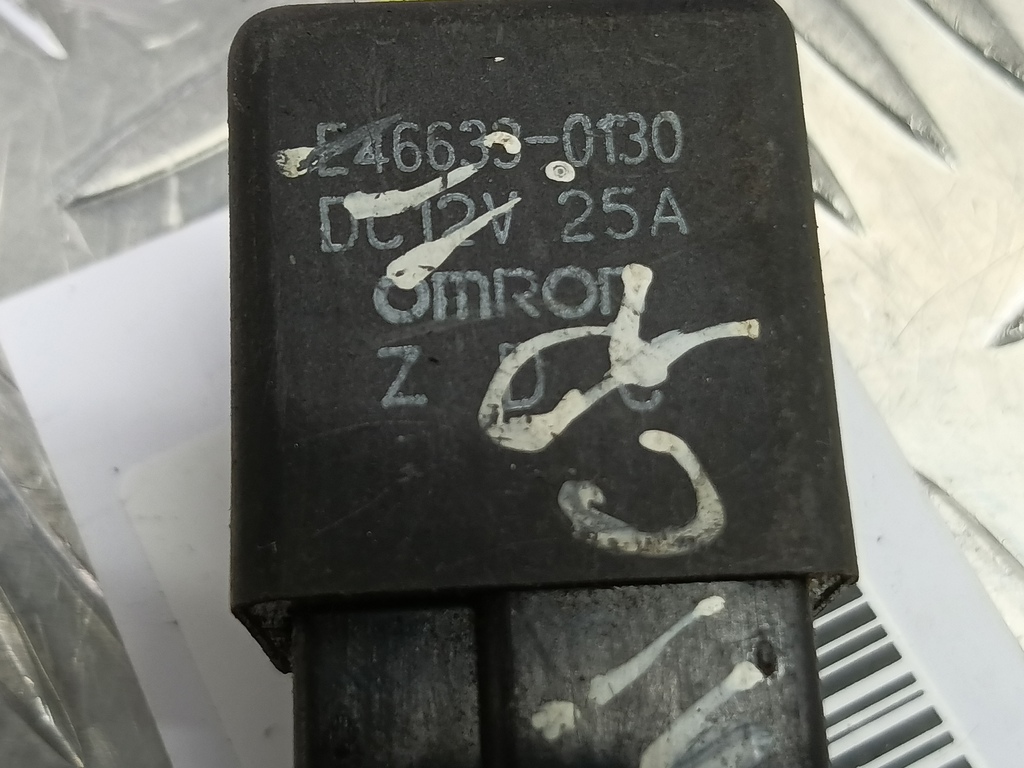 E46633-0130
DC12V 25A
omron
Z D C